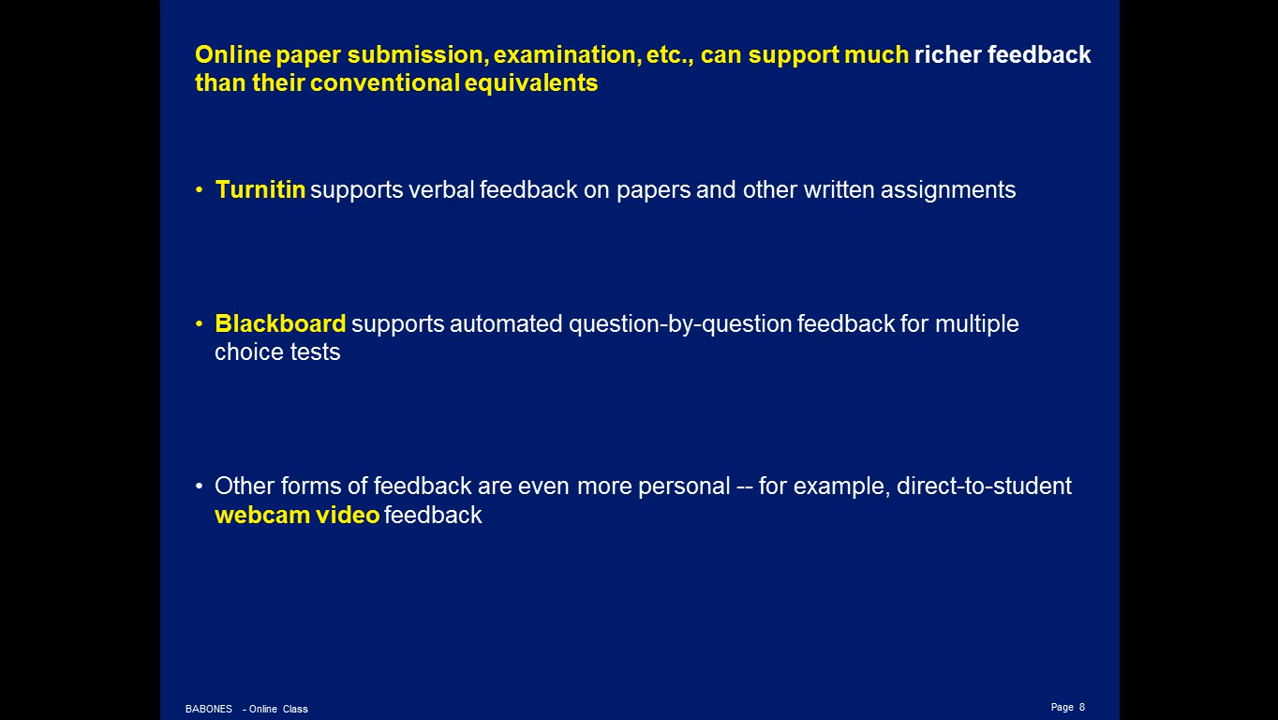 Online paper submission, examination, etc., can support much richer feedback
than their conventional equivalents
• Turnitin supports verbal feedback on papers and other written assignments
• Blackboard supports automated question-by-question feedback for multiple
choice tests
• Other forms of feedback are even more personal -- for example, direct-to-student
webcam video feedback
BABONES - Online Class
Page 8